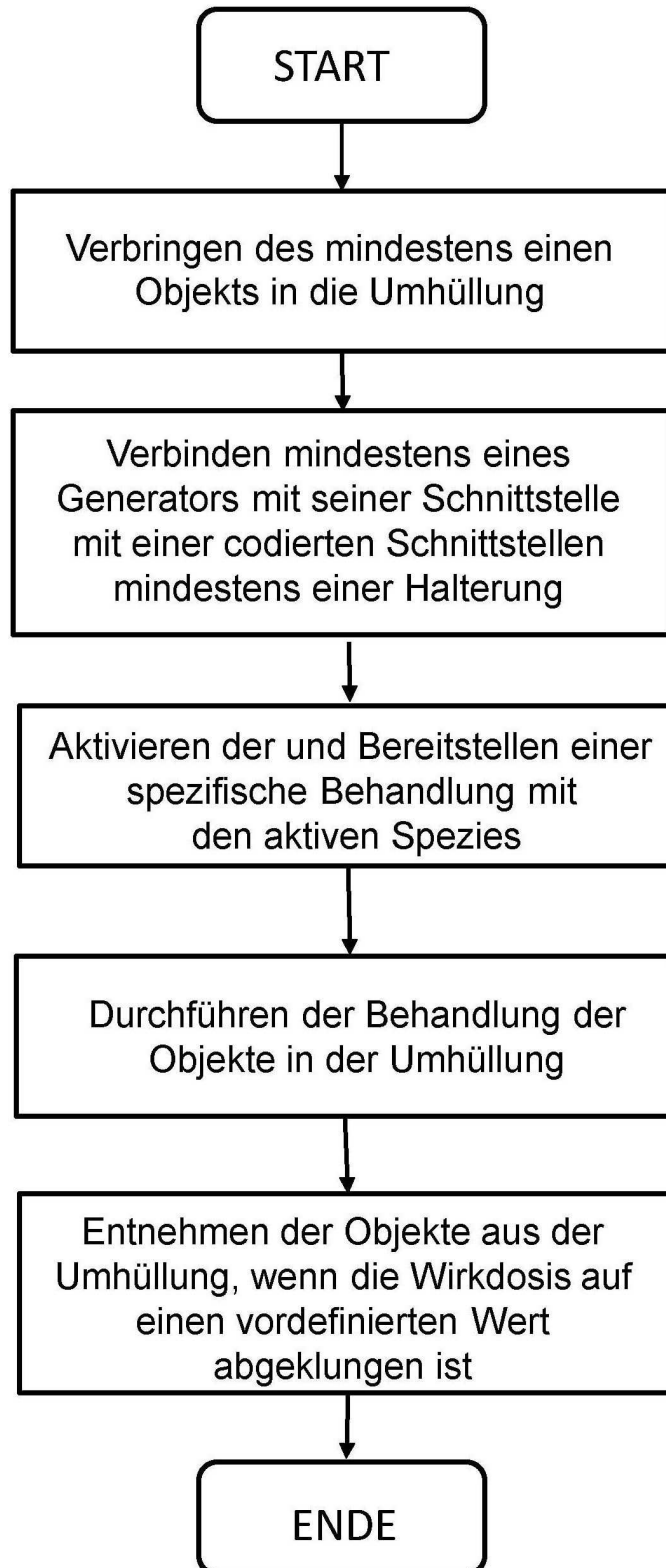 START
Verbringen des mindestens einen
Objekts in die Umhüllung
Verbinden mindestens eines
Generators mit seiner Schnittstelle
mit einer codierten Schnittstellen
mindestens einer Halterung
Aktivieren der und Bereitstellen einer
spezifische Behandlung mit
den aktiven Spezies
Durchführen der Behandlung der
Objekte in der Umhüllung
Entnehmen der Objekte aus der
Umhüllung, wenn die Wirkdosis auf
einen vordefinierten Wert
abgeklungen ist
ENDE